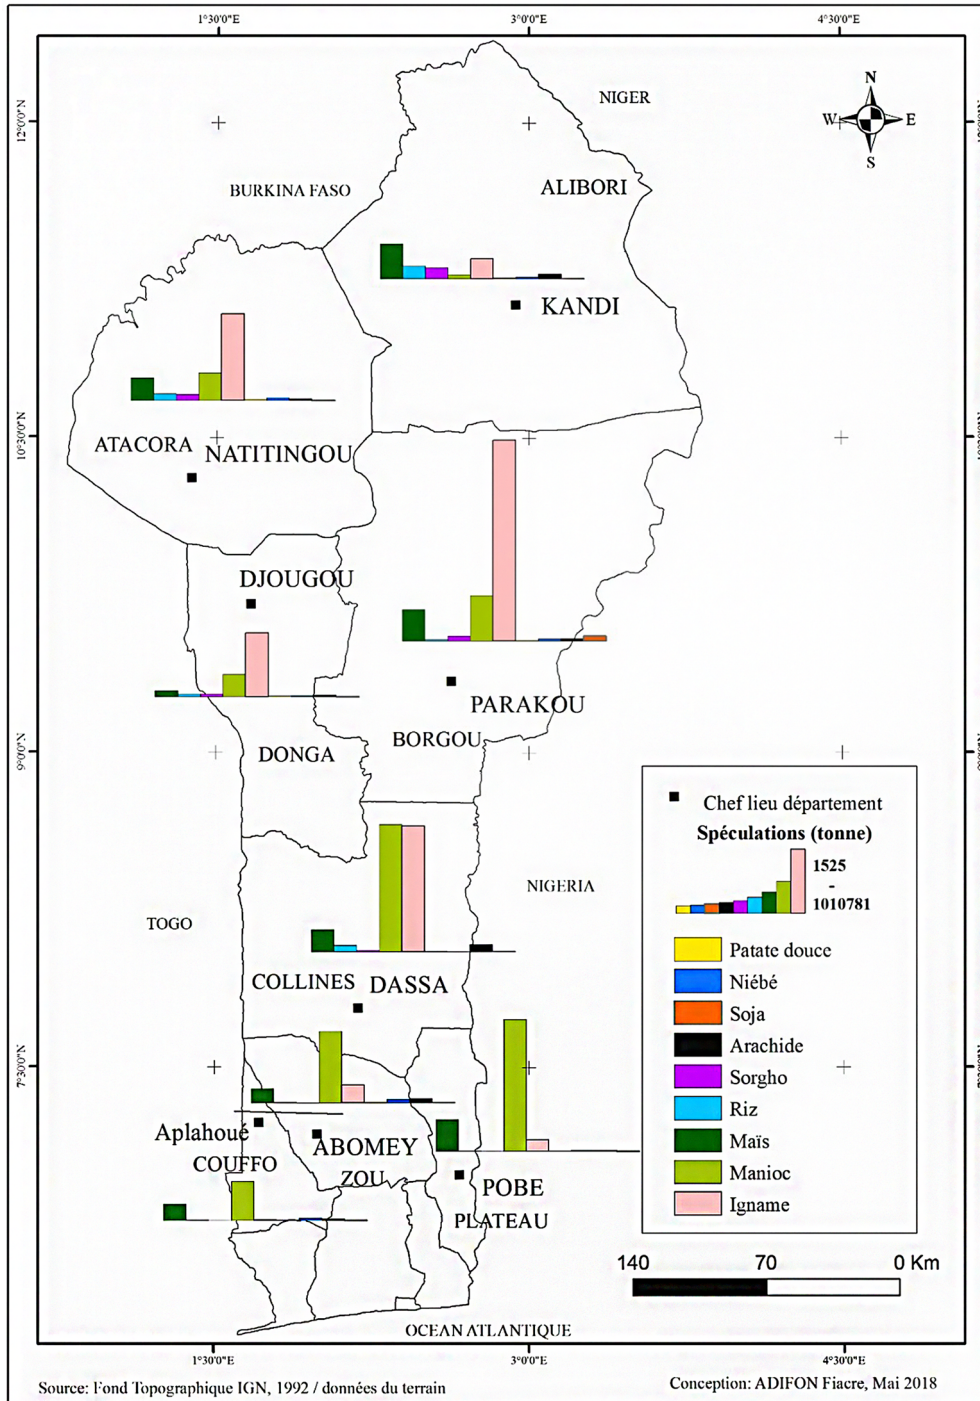 1°30'0"E
3°0'0"E
4°30'0"E
12°0'0"N
NIGER
N
W
E
S
BURKINA FASO
ALIBORI
KANDI
10°30'0"N
ATACORA
NATITINGOU
DJOUGOU
PARAKOU
BORGOU
DONGA
9°0'0"N
Chef lieu département
Spéculations (tonne)
1525
-
1010781
NIGERIA
TOGO
Patate douce
Niébé
Soja
Arachide
Sorgho
Riz
Maïs
Manioc
Igname
COLLINES
DASSA
7°30'0"N
Aplahoué
ABOMEY
COUFFO
ZOU
POBE
PLATEAU
140
70
0 Km
OCEAN ATLANTIQUE
1°30'0"E
3°0'0"E
4°30'0"E
Source: Fond Topographique IGN, 1992 / données du terrain
Conception: ADIFON Fiacre, Mai 2018